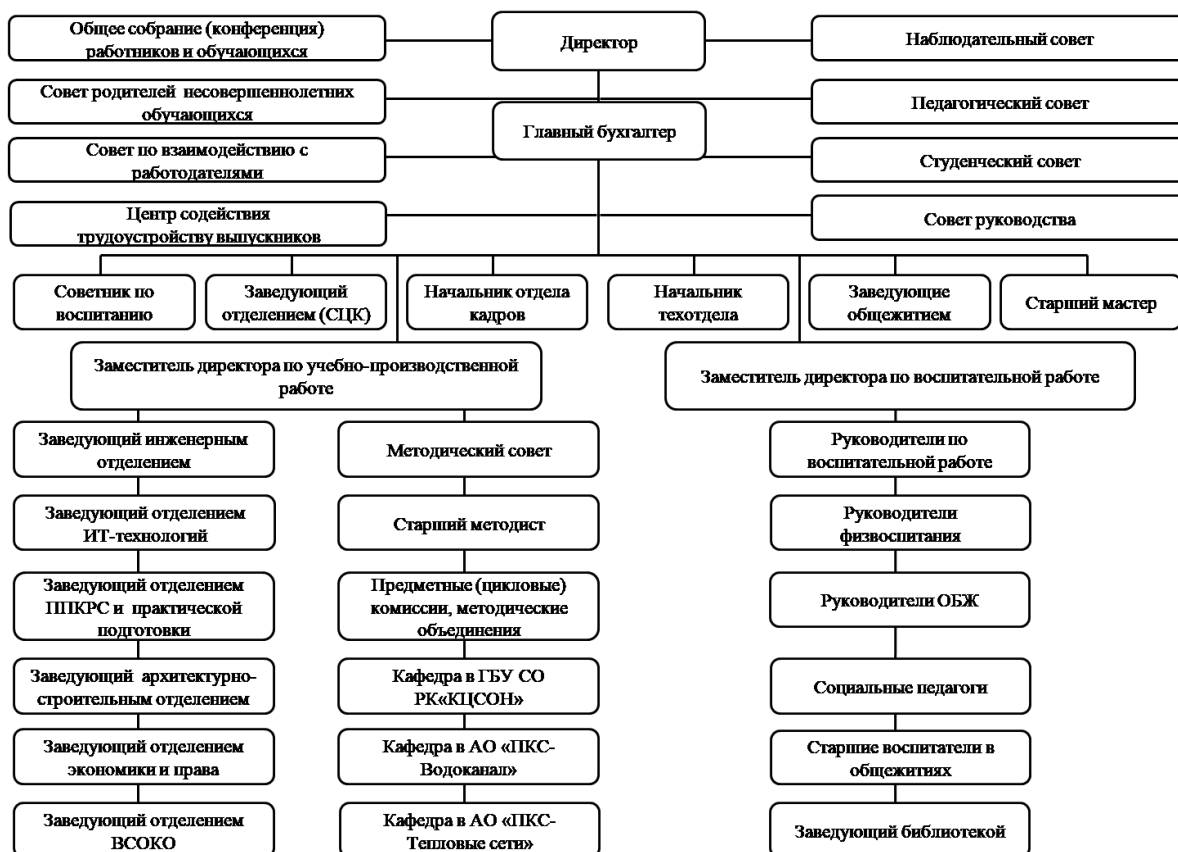 Общее собрание (конференция)
работников и обучающихся
Директор
Наблюдательный совет
Совет родителей несовершеннолетних
обучающихся
Главный бухгалтер
Педагогический совет
Совет по взаимодействию с
работодателями
Студенческий совет
Центр содействия
трудоустройству выпускников
Совет руководства
Советник по
воспитанию
Заведующий
отделением (СЦК)
Начальник отдела
кадров
Начальник
техотдела
Заведующие
общежитием
Старший мастер
Заместитель директора по учебно-производственной
работе
Заместитель директора по воспитательной работе
Заведующий инженерным
отделением
Методический совет
Руководители по
воспитательной работе
Заведующий отделением
ИТ-технологий
Старший методист
Руководители
физвоспитания
Заведующий отделением
ППКРС и практической
подготовки
Предметные (цикловые)
комиссии, методические
объединения
Руководители ОБЖ
Заведующий архитектурно-
строительным отделением
Кафедра в ГБУ СО
РК«КЦСОН»
Социальные педагоги
Заведующий отделением
экономики и права
Кафедра в АО «ПКС-
Водоканал»
Старшие воспитатели в
общежитиях
Заведующий отделением
ВСОКО
Кафедра в АО «ПКС-
Тепловые сети»
Заведующий библиотекой